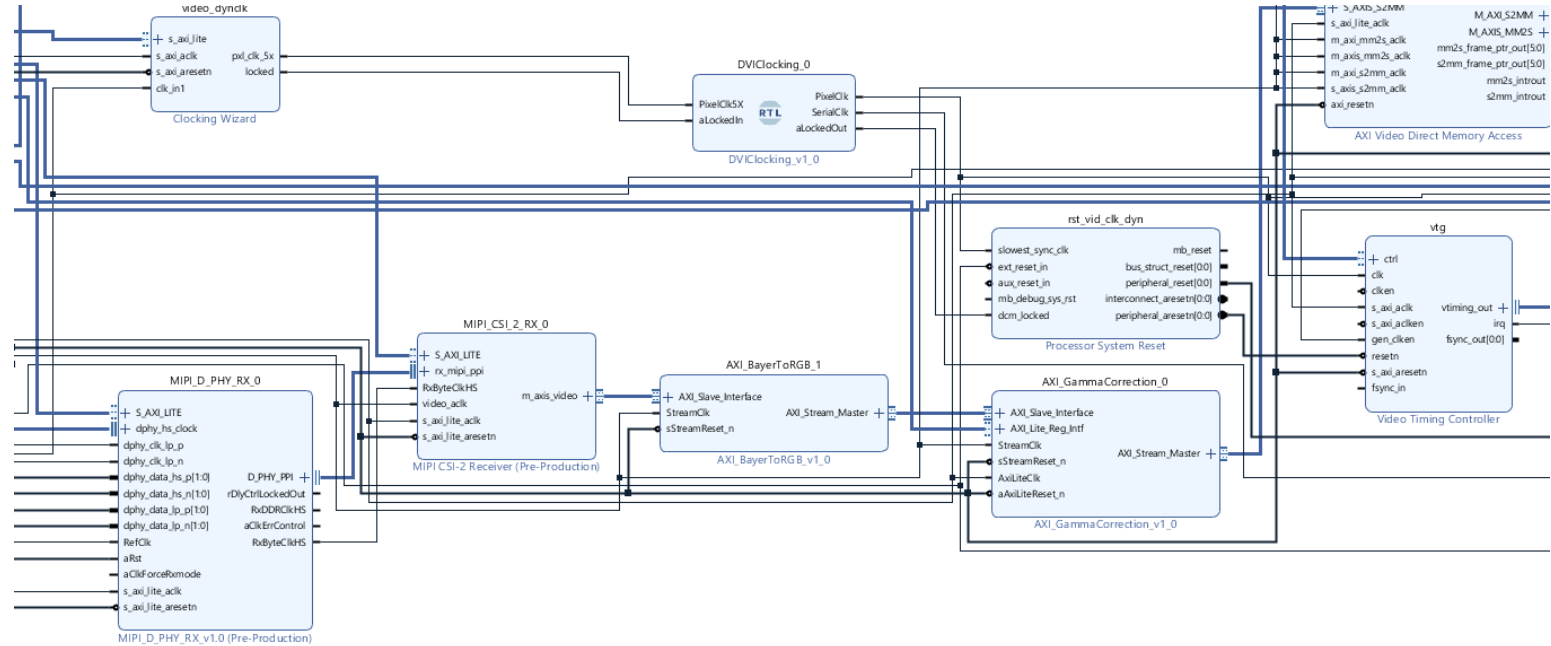 video_dynclk
s_axi_lite
s_axi_aclk
s_axi_aresetn
clk_in1
pxl_clk_5x
locked
Clocking Wizard
DVIClocking_0
PixelClk5X
aLockedIn
RTL
PixelClk
SerialClk
aLockedOut
DVIClocking_v1_0
S_AXIS_S2MM
s_axi_lite_aclk
m_axi_mm2s_aclk
m_axis_mm2s_aclk
m_axi_s2mm_aclk
s_axis_s2mm_aclk
axi_resetn
M_AXI_S2MM
M_AXIS_MM2S
mm2s_frame_ptr_out[5:0]
s2mm_frame_ptr_out[5:0]
mm2s_introut
s2mm_introut
AXI Video Direct Memory Access
rst_vid_clk_dyn
slowest_sync_clk
ext_reset_in
aux_reset_in
mb_debug_sys_rst
dcm_locked
mb_reset
bus_struct_reset[0:0]
peripheral_reset[0:0]
interconnect_aresetn[0:0]
peripheral_aresetn[0:0]
Processor System Reset
vtg
ctrl
clk
clken
s_axi_aclk
s_axi_aclken
gen_clken
resetn
s_axi_aresetn
fsync_in
vtiming_out
irq
fsync_out[0:0]
Video Timing Controller
MIPI_CSI_2_RX_0
S_AXI_LITE
rx_mipi_ppi
RxByteClkHS
video_aclk
s_axi_lite_aclk
s_axi_lite_aresetn
m_axis_video
MIPI CSI-2 Receiver (Pre-Production)
AXI_BayerToRGB_1
AXI_Slave_Interface
StreamClk
sStreamReset_n
AXI_Stream_Master
AXI_BayerToRGB_v1_0
AXI_GammaCorrection_0
AXI_Slave_Interface
AXI_Lite_Reg_Intf
StreamClk
sStreamReset_n
AxiLiteClk
aAxiLiteReset_n
AXI_Stream_Master
AXI_GammaCorrection_v1_0
MIPI_D_PHY_RX_0
S_AXI_LITE
dphy_hs_clock
dphy_clk_lp_p
dphy_clk_lp_n
dphy_data_hs_p[1:0]
dphy_data_hs_n[1:0]
dphy_data_lp_p[1:0]
dphy_data_lp_n[1:0]
RefClk
aRst
aClkForceRxmode
s_axi_lite_aclk
s_axi_lite_aresetn
D_PHY_PPI
rDlyCtrlLockedOut
RxDDRClkHS
aClkErrControl
RxByteClkHS
MIPI_D_PHY_RX_v1.0 (Pre-Production)